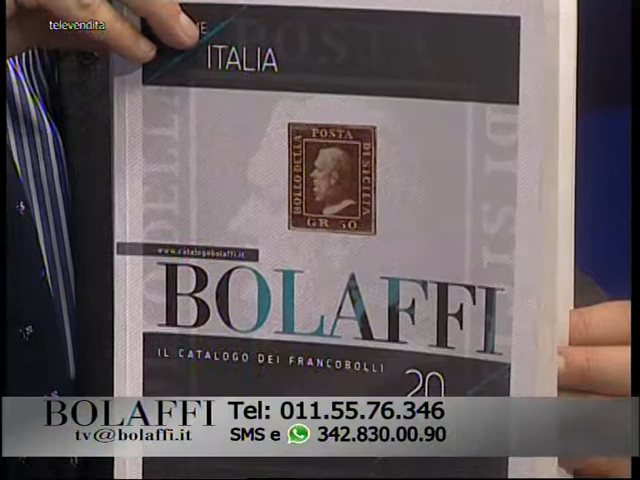 televendita
ITALIA
POSTA
BOLLO DELLA
DI SICILIA
GR 50
www.catalogobolaffi.it
BOLAFFI
IL CATALOGO DEI FRANCOBOLLI
20
BOLAFFI
tv@bolaffi.it
Tel: 011.55.76.346
SMS e 342.830.00.90